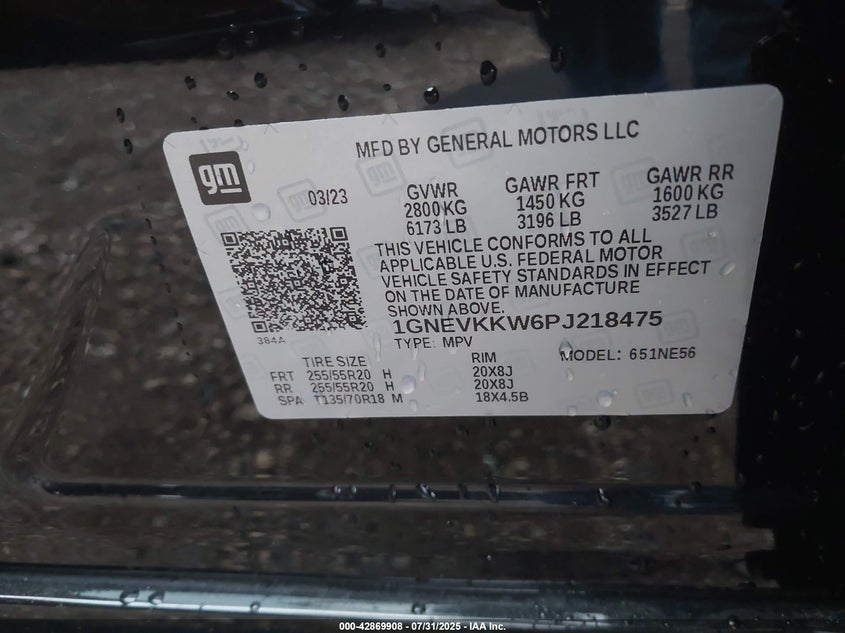 MFD BY GENERAL MOTORS LLC
gm
03/23
GVWR
2800 KG
6173 LB
GAWR FRT
1450 KG
3196 LB
GAWR RR
1600 KG
3527 LB
THIS VEHICLE CONFORMS TO ALL
APPLICABLE U.S. FEDERAL MOTOR
VEHICLE SAFETY STANDARDS IN EFFECT
ON THE DATE OF MANUFACTURE
SHOWN ABOVE.
1GNEVKKW6PJ218475
384A
TYPE: MPV
MODEL: 651NE56
TIRE SIZE RIM
FRT 255/55R20 H 20X8J
RR 255/55R20 H 20X8J
SPA T135/70R18 M 18X4.5B
000-42869908 - 07/31/2025 - IAA Inc.